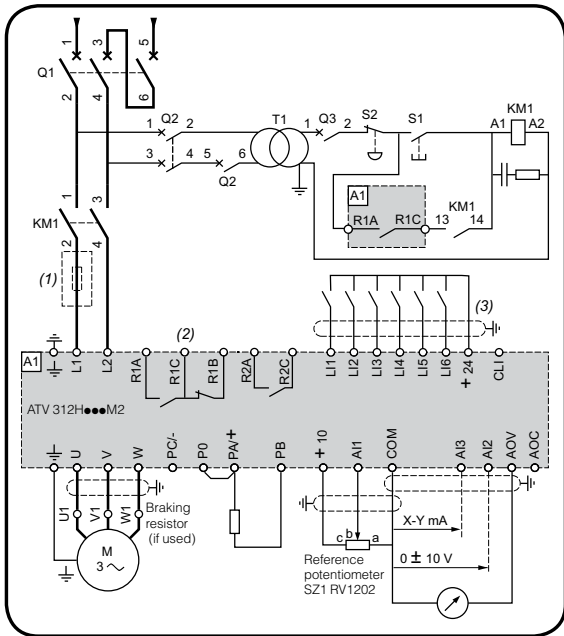 1 3 5
Q1
2 4 6
1 Q2 2 T1 1 Q3 2 S2 S1 KM1
A1 A2
3 4 5 Q2 6
A1
R1A R1C 13 KM1 14
1 3
KM1
2 4
(1)
(2)
(3)
A1 L1 L2 R1A R1C R1B R2A R2C LI1 LI2 LI3 LI4 LI5 LI6 + 24 CLI
ATV 312H●●●M2
U V W PC/- P0 PA/+ PB + 10 AI1 COM AI3 AI2 AOV AOC
U1 V1 W1
Braking
resistor
(if used)
M
3
c b a
X-Y mA
0 ± 10 V
Reference
potentiometer
SZ1 RV1202